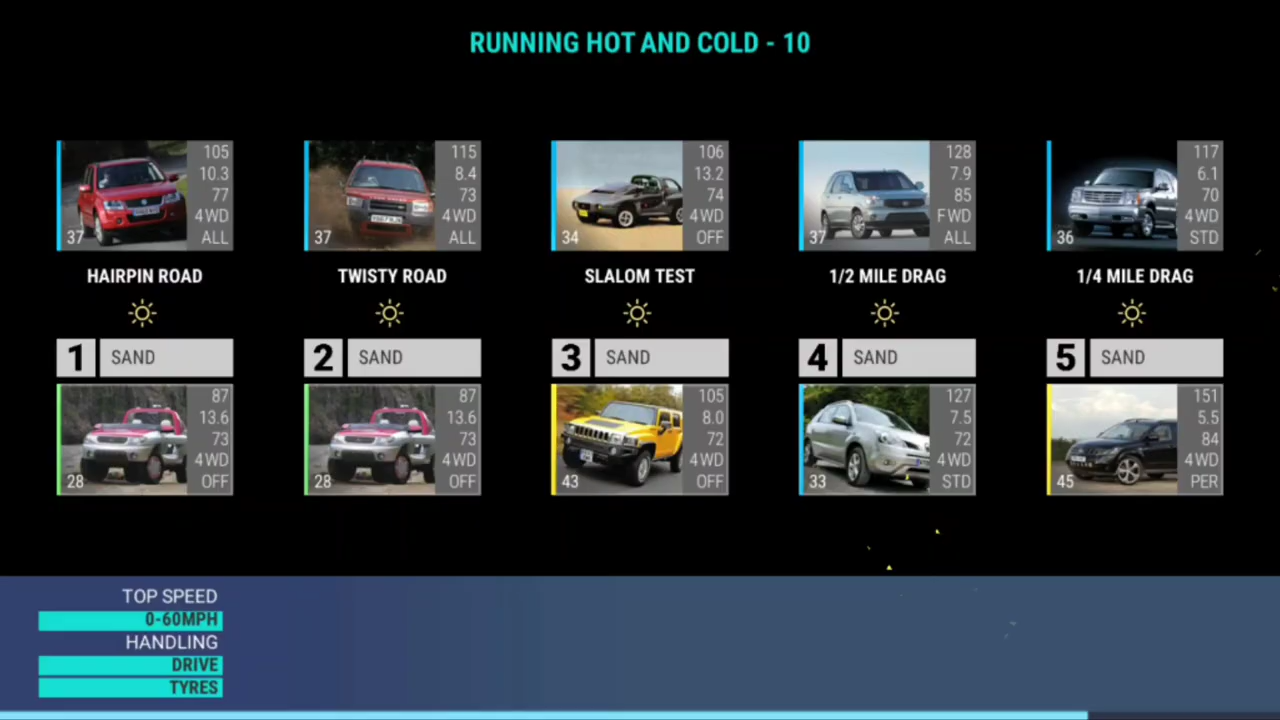 RUNNING HOT AND COLD - 10
105
10.3
77
4WD
37 ALL
115
8.4
73
4WD
37 ALL
106
13.2
74
4WD
34 OFF
128
7.9
85
FWD
37 ALL
117
6.1
70
4WD
36 STD
HAIRPIN ROAD
TWISTY ROAD
SLALOM TEST
1/2 MILE DRAG
1/4 MILE DRAG
1 SAND
2 SAND
3 SAND
4 SAND
5 SAND
87
13.6
73
4WD
28 OFF
87
13.6
73
4WD
28 OFF
105
8.0
72
4WD
43 OFF
127
7.5
72
4WD
33 STD
151
5.5
84
4WD
45 PER
TOP SPEED
0-60MPH
HANDLING
DRIVE
TYRES